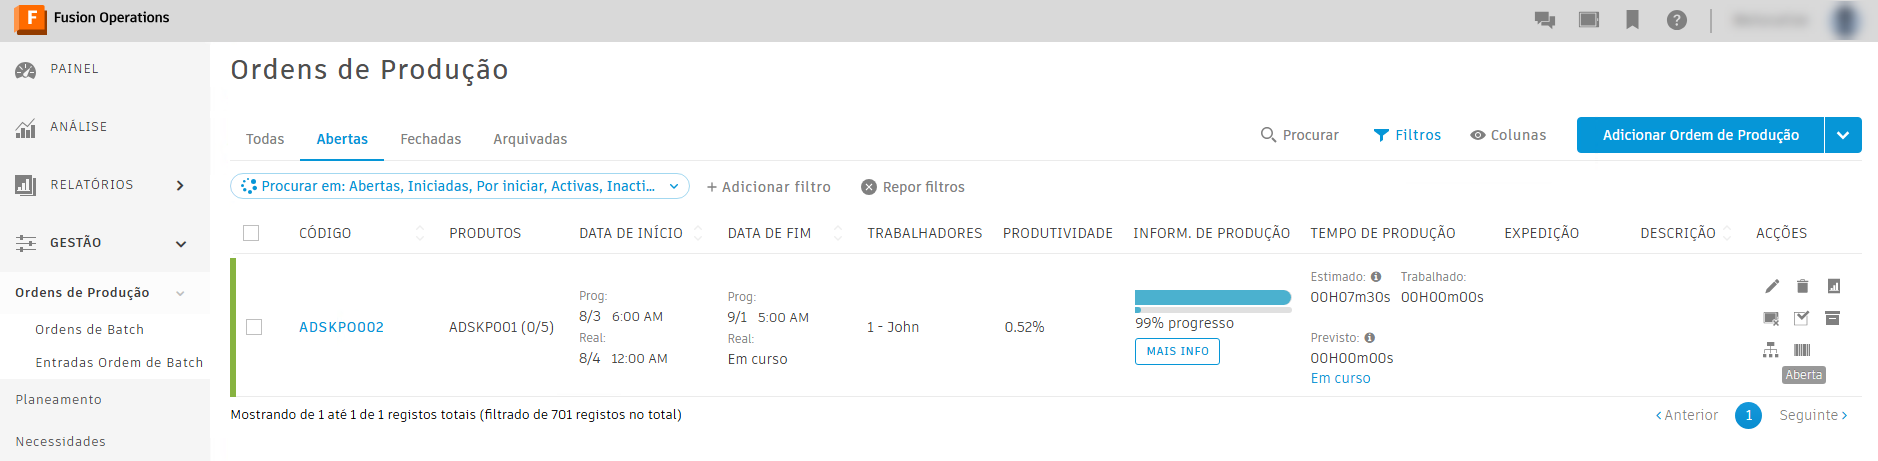 F Fusion Operations
?
PAINEL
ANÁLISE
RELATÓRIOS
GESTÃO
Ordens de Produção
Ordens de Batch
Entradas Ordem de Batch
Planeamento
Necessidades
Ordens de Produção
Todas Abertas Fechadas Arquivadas
Procurar Filtros Colunas Adicionar Ordem de Produção
Procurar em: Abertas, Iniciadas, Por iniciar, Activas, Inacti... + Adicionar filtro Repor filtros
CÓDIGO PRODUTOS DATA DE INÍCIO DATA DE FIM TRABALHADORES PRODUTIVIDADE INFORM. DE PRODUÇÃO TEMPO DE PRODUÇÃO EXPEDIÇÃO DESCRIÇÃO ACÇÕES
ADSKPO002
ADSKP001 (0/5)
Prog:
8/3 6:00 AM
Real:
8/4 12:00 AM
Prog:
9/1 5:00 AM
Real:
Em curso
1 - John
0.52%
99% progresso
MAIS INFO
Estimado: Trabalhado:
00H07m30s 00H00m00s
Previsto:
00H00m00s
Em curso
Aberta
Mostrando de 1 até 1 de 1 registos totais (filtrado de 701 registos no total)
Anterior 1 Seguinte